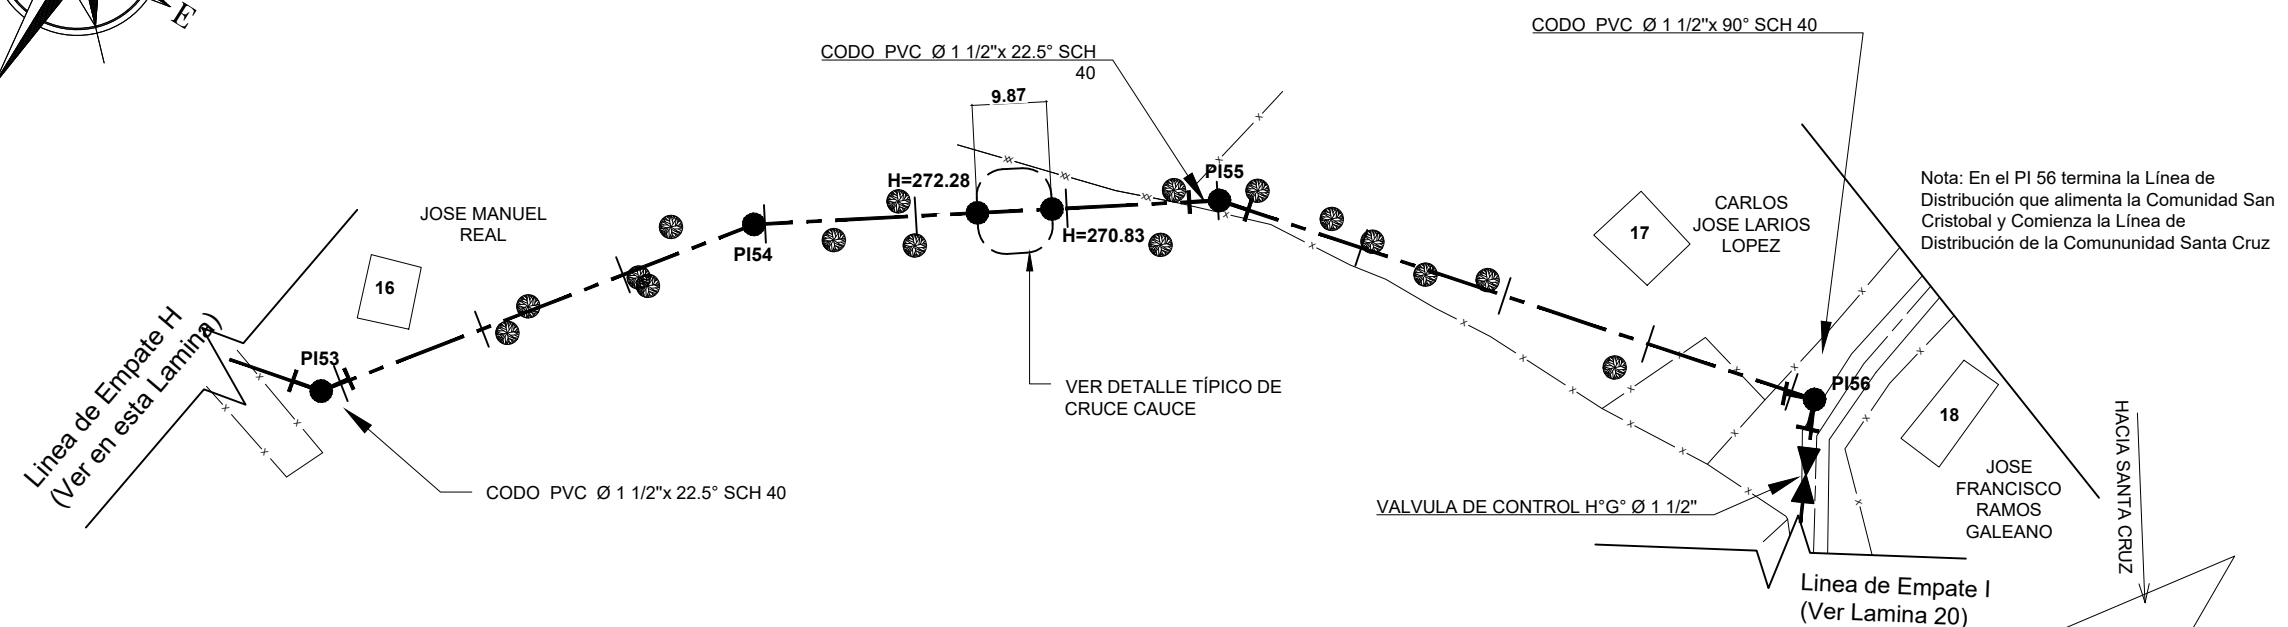 E
CODO PVC Ø 1 1/2"x 90° SCH 40
CODO PVC Ø 1 1/2"x 22.5° SCH
40
9.87
PI55
H=272.28
H=270.83
PI54
JOSE MANUEL
REAL
16
PI53
Linea de Empate H
(Ver en esta Lamina)
CODO PVC Ø 1 1/2"x 22.5° SCH 40
VER DETALLE TÍPICO DE
CRUCE CAUCE
17
CARLOS
JOSE LARIOS
LOPEZ
Nota: En el PI 56 termina la Línea de
Distribución que alimenta la Comunidad San
Cristobal y Comienza la Línea de
Distribución de la Comununidad Santa Cruz
PI56
18
JOSE
FRANCISCO
RAMOS
GALEANO
HACIA SANTA CRUZ
VALVULA DE CONTROL H°G° Ø 1 1/2"
Linea de Empate I
(Ver Lamina 20)